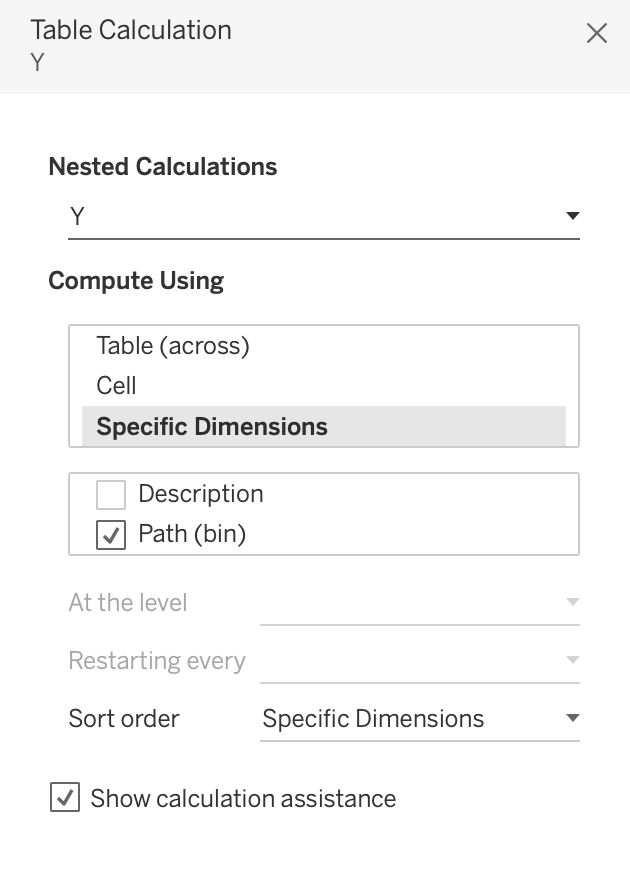 Table Calculation
Y
Nested Calculations
Y
Compute Using
Table (across)
Cell
Specific Dimensions
Description
Path (bin)
At the level
Restarting every
Sort order Specific Dimensions
Show calculation assistance